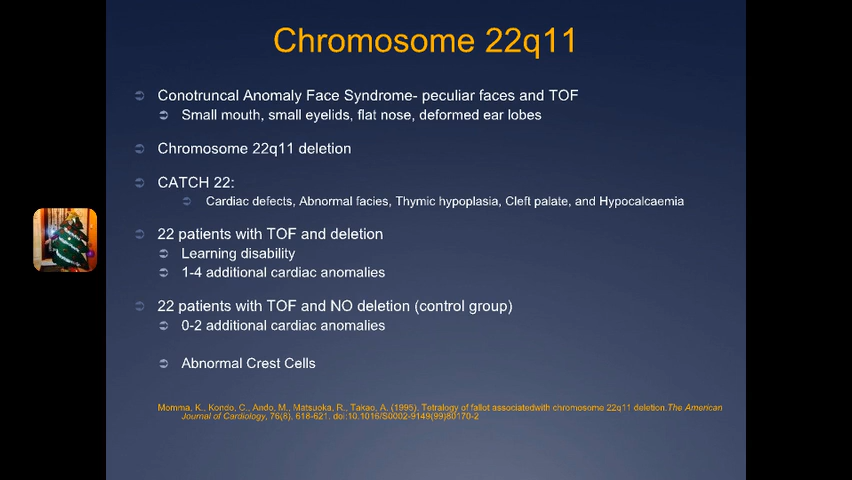 Chromosome 22q11
Conotruncal Anomaly Face Syndrome- peculiar faces and TOF
Small mouth, small eyelids, flat nose, deformed ear lobes
Chromosome 22q11 deletion
CATCH 22:
Cardiac defects, Abnormal facies, Thymic hypoplasia, Cleft palate, and Hypocalcaemia
22 patients with TOF and deletion
Learning disability
1-4 additional cardiac anomalies
22 patients with TOF and NO deletion (control group)
0-2 additional cardiac anomalies
Abnormal Crest Cells
Momma, K., Kondo, C., Ando, M., Matsuoka, R., Takao, A. (1995). Tetralogy of fallot associatedwith chromosome 22q11 deletion.The American
Journal of Cardiology, 76(8), 618-621. doi:10.1016/S0002-9149(99)80170-2